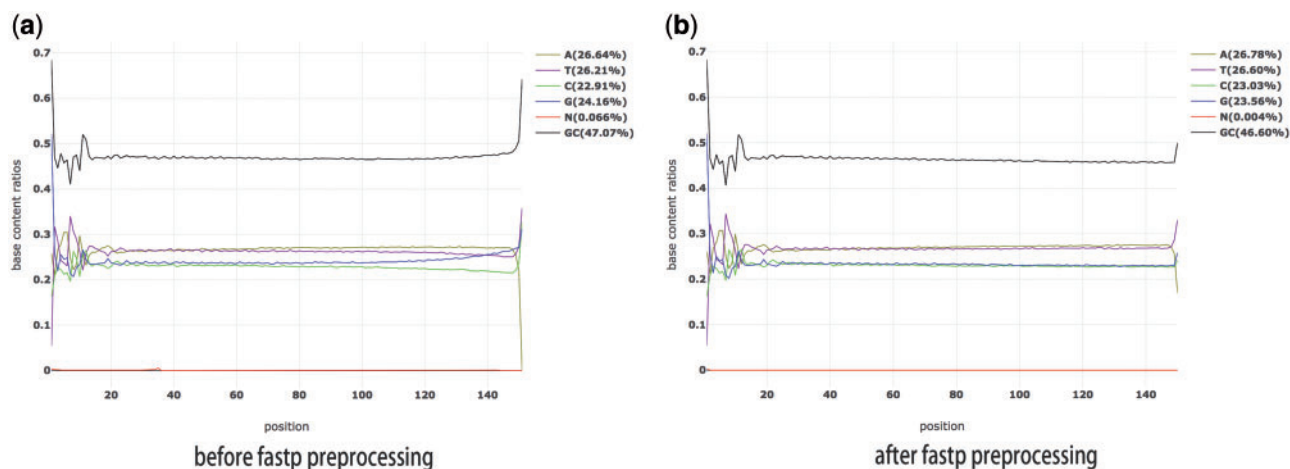 (a)
0.7
0.6
0.5
0.4
0.3
0.2
0.1
0
base content ratios
20
40
60
80
100
120
140
position
A(26.64%)
T(26.21%)
C(22.91%)
G(24.16%)
N(0.066%)
GC(47.07%)
before fastp preprocessing
(b)
0.7
0.6
0.5
0.4
0.3
0.2
0.1
0
base content ratios
20
40
60
80
100
120
140
position
A(26.78%)
T(26.60%)
C(23.03%)
G(23.56%)
N(0.004%)
GC(46.60%)
after fastp preprocessing